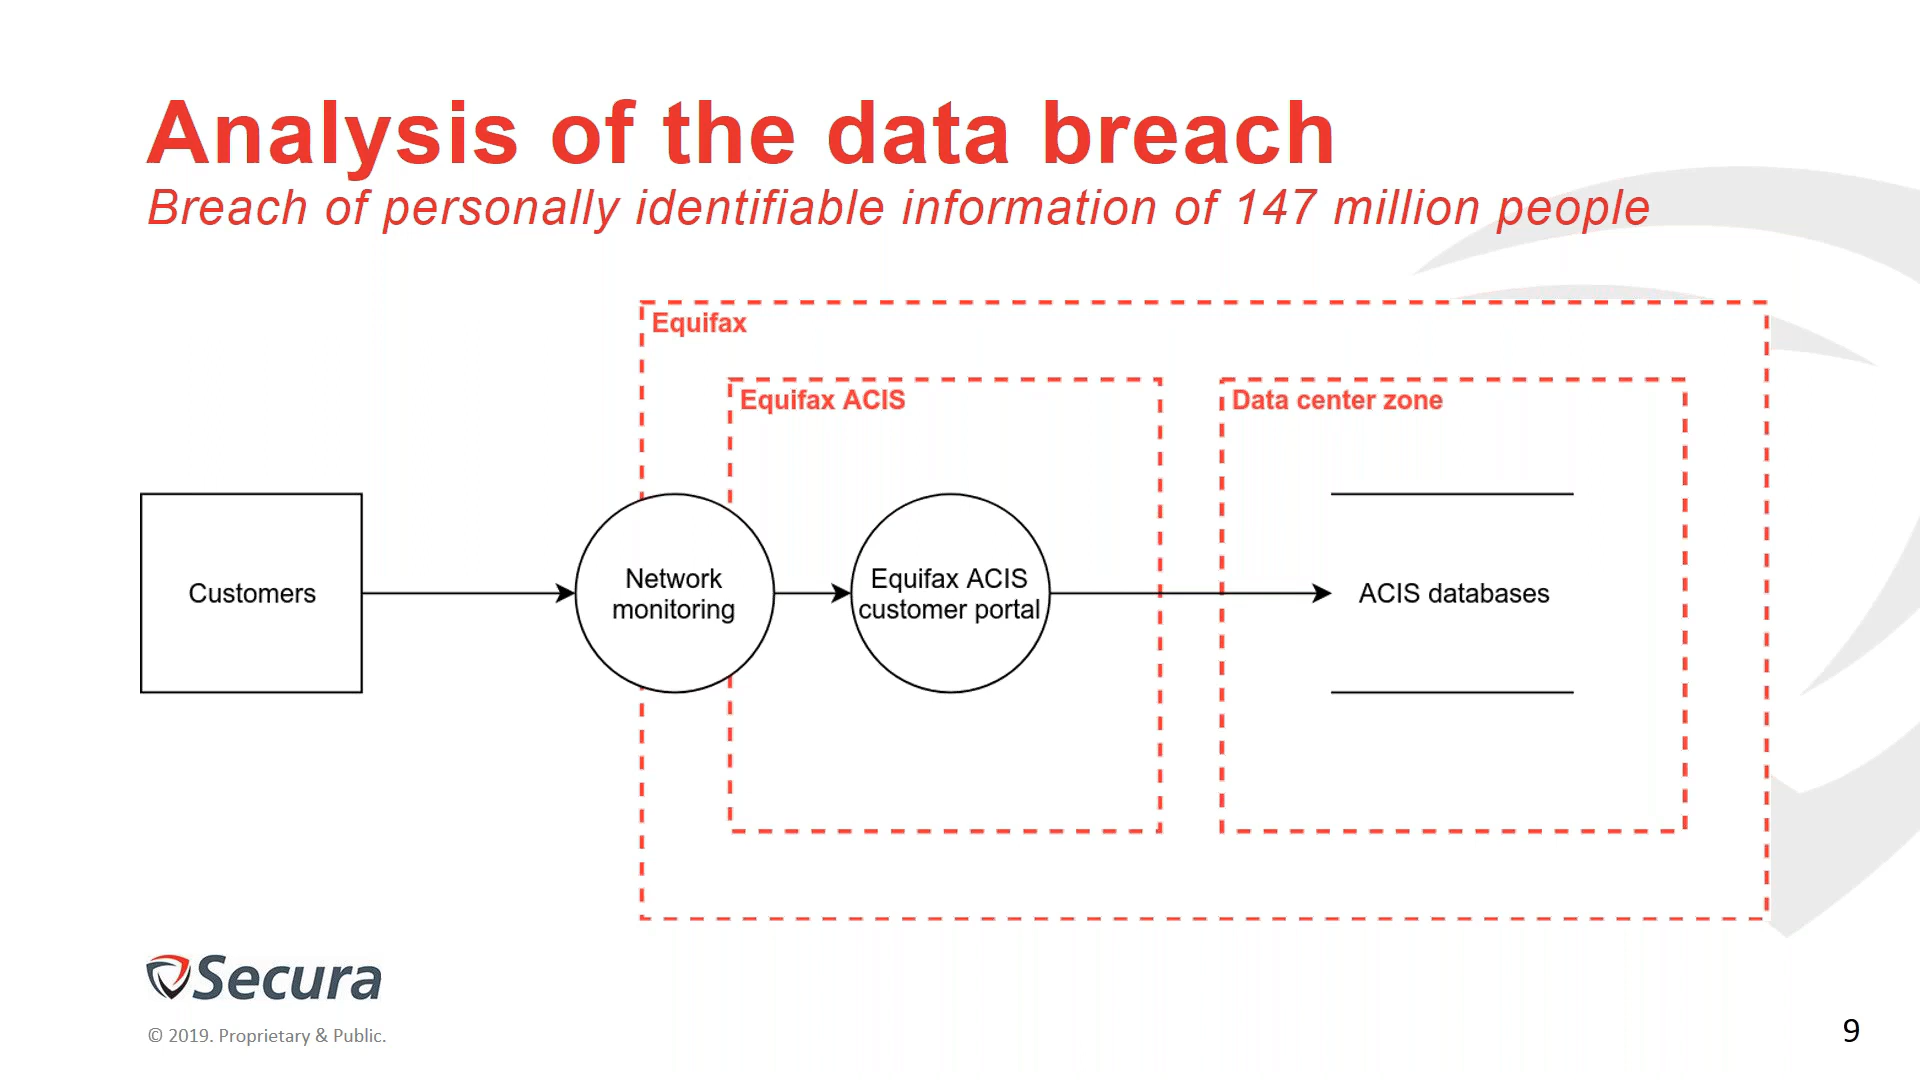 Analysis of the data breach
Breach of personally identifiable information of 147 million people
Equifax
Equifax ACIS
Data center zone
Customers
Network
monitoring
Equifax ACIS
customer portal
ACIS databases
Secura
© 2019. Proprietary & Public.
9